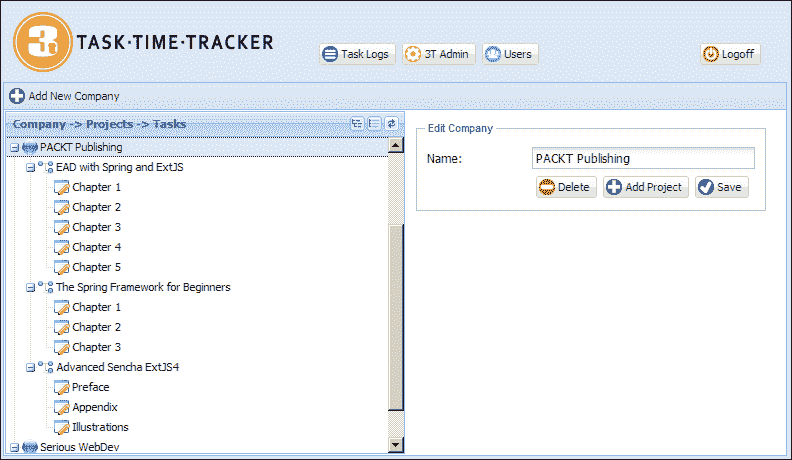 3t TASK·TIME·TRACKER
Task Logs
3T Admin
Users
Logoff
Add New Company
Company -> Projects -> Tasks
PACKT Publishing
EAD with Spring and ExtJS
Chapter 1
Chapter 2
Chapter 3
Chapter 4
Chapter 5
The Spring Framework for Beginners
Chapter 1
Chapter 2
Chapter 3
Advanced Sencha ExtJS4
Preface
Appendix
Illustrations
Serious WebDev
Edit Company
Name: PACKT Publishing
Delete Add Project Save